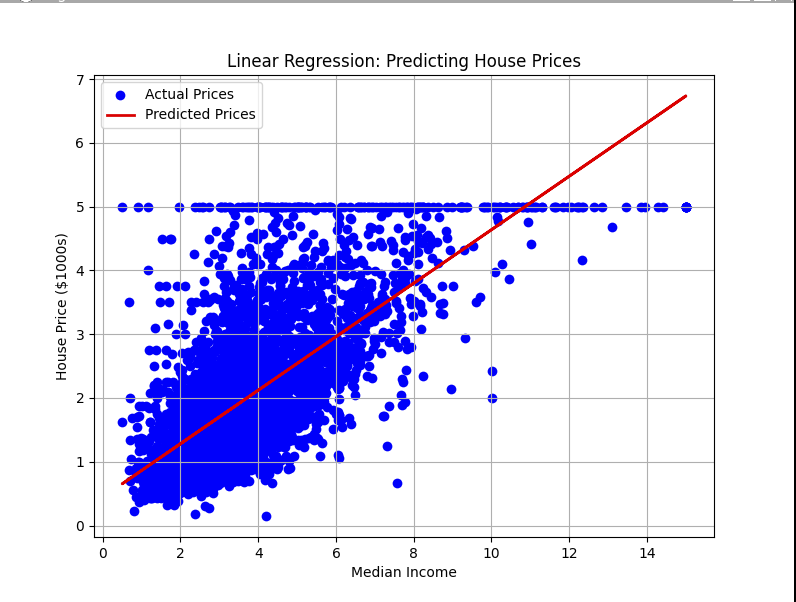 Linear Regression: Predicting House Prices
Actual Prices
Predicted Prices
House Price ($1000s)
7
6
5
4
3
2
1
0
0 2 4 6 8 10 12 14
Median Income